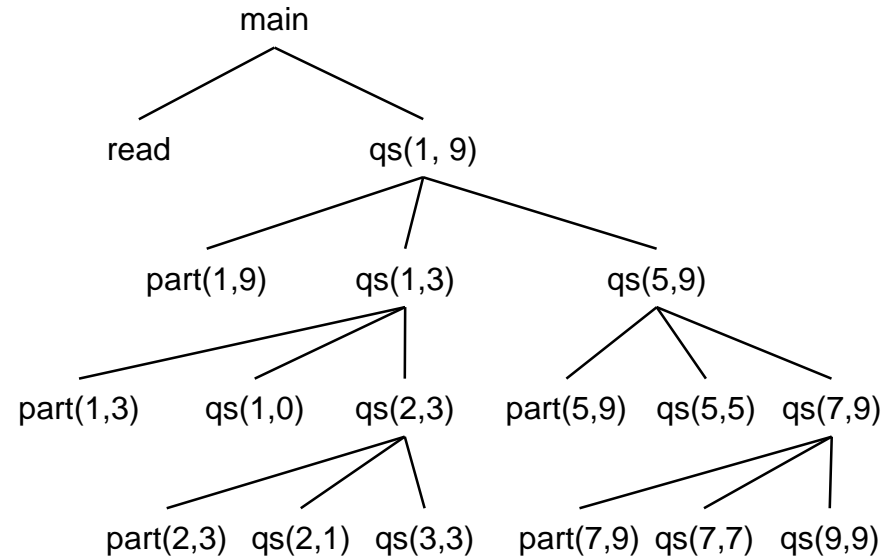 main
read qs(1, 9)
part(1,9) qs(1,3) qs(5,9)
part(1,3) qs(1,0) qs(2,3) part(5,9) qs(5,5) qs(7,9)
part(2,3) qs(2,1) qs(3,3) part(7,9) qs(7,7) qs(9,9)